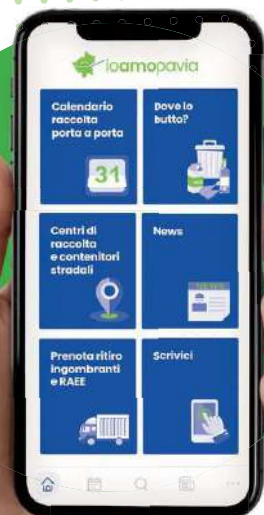 ioamopavia
Calendario
raccolta
porta a porta
31
Dove lo
butto?
Centri di
raccolta
e contenitori
stradali
News
NEWS
Prenota ritiro
ingombranti
e RAEE
Scrivici